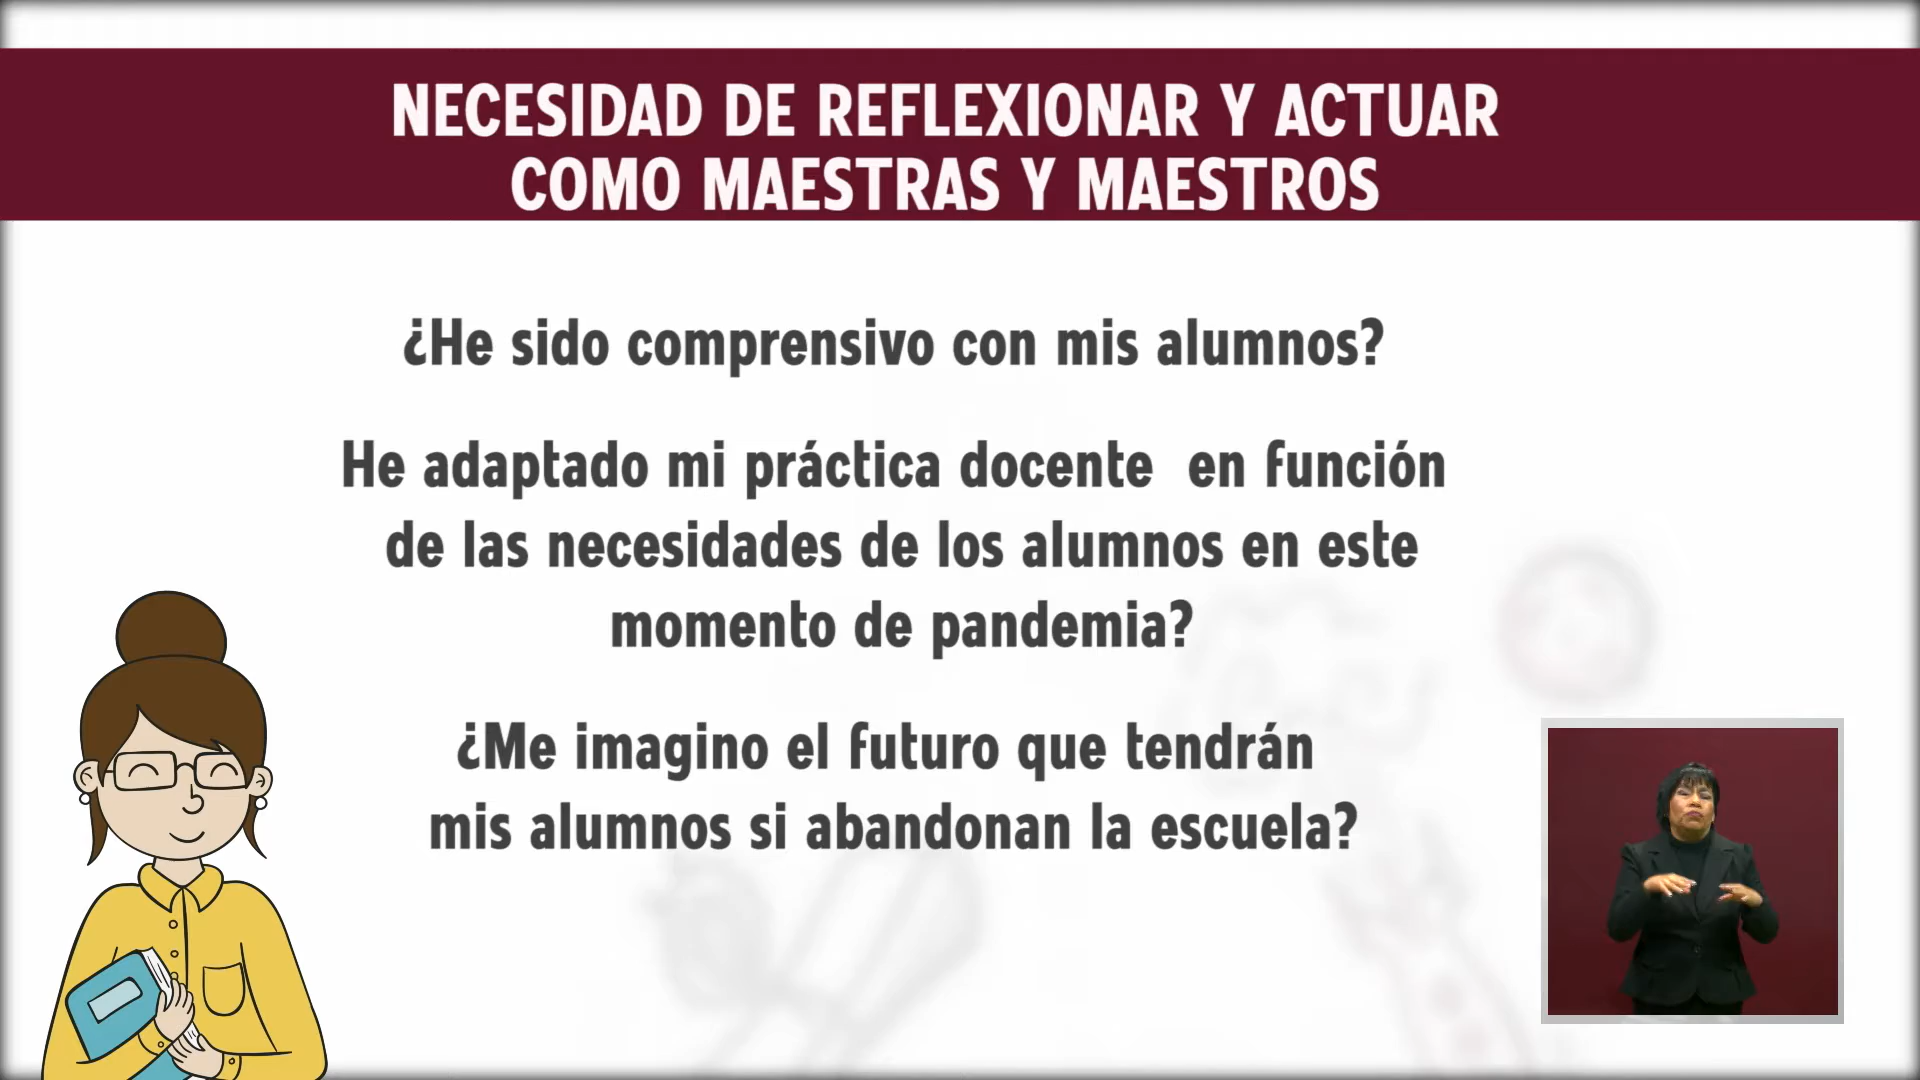 NECESIDAD DE REFLEXIONAR Y ACTUAR
COMO MAESTRAS Y MAESTROS
¿He sido comprensivo con mis alumnos?
He adaptado mi práctica docente en función
de las necesidades de los alumnos en este
momento de pandemia?
¿Me imagino el futuro que tendrán
mis alumnos si abandonan la escuela?